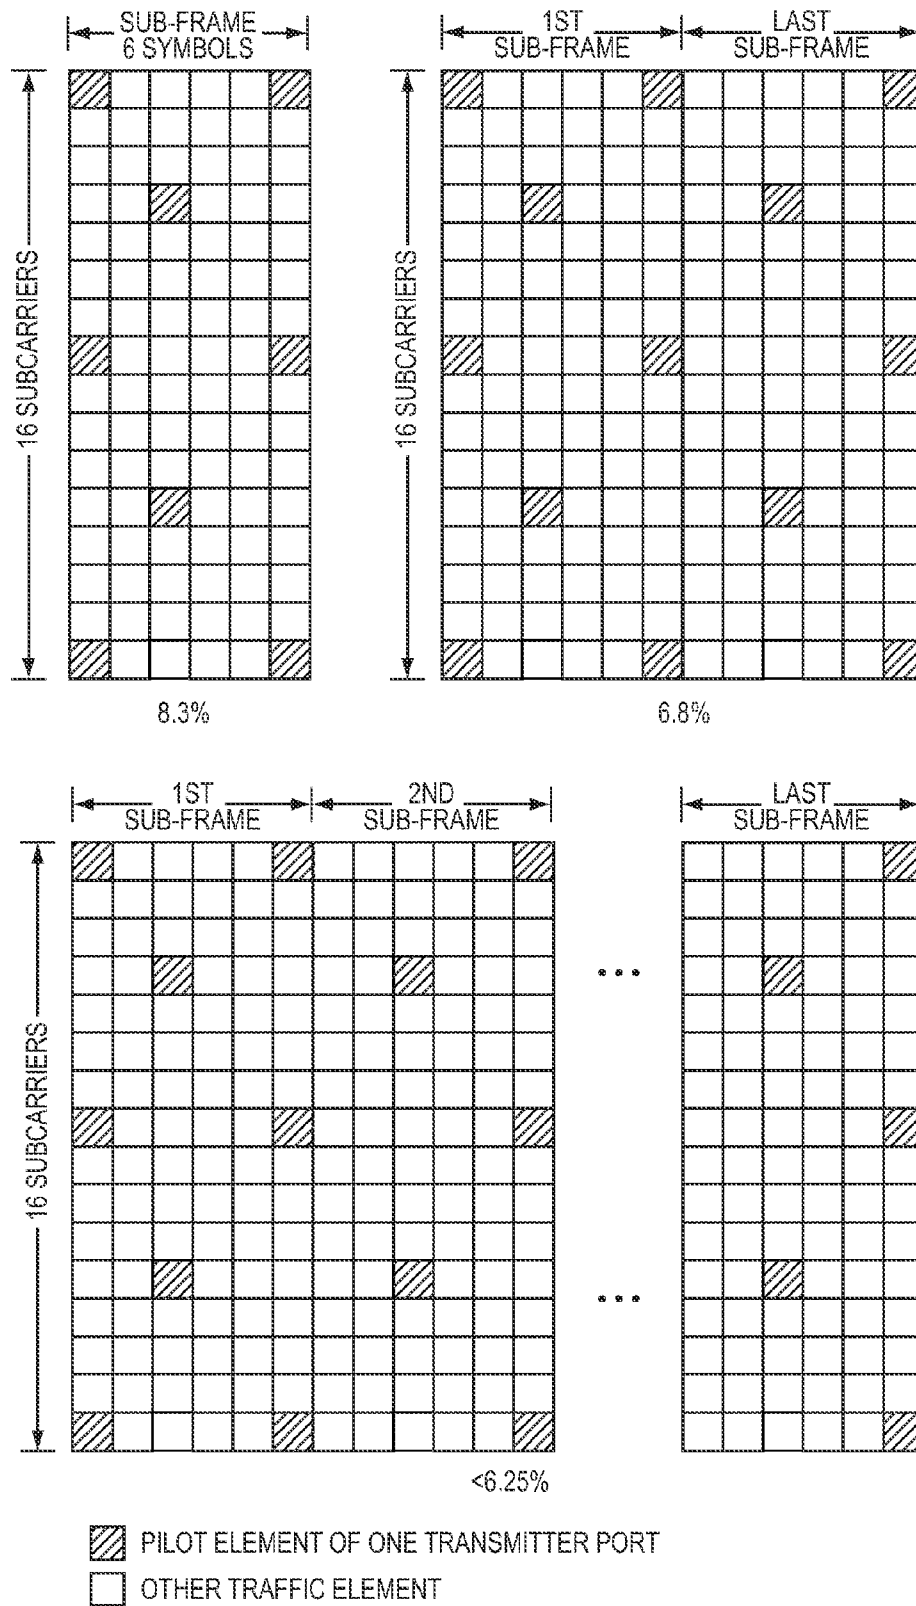 SUB-FRAME
6 SYMBOLS
1ST
SUB-FRAME
LAST
SUB-FRAME
16 SUBCARRIERS
16 SUBCARRIERS
8.3%
6.8%
1ST
SUB-FRAME
2ND
SUB-FRAME
LAST
SUB-FRAME
16 SUBCARRIERS
<6.25%
PILOT ELEMENT OF ONE TRANSMITTER PORT
OTHER TRAFFIC ELEMENT